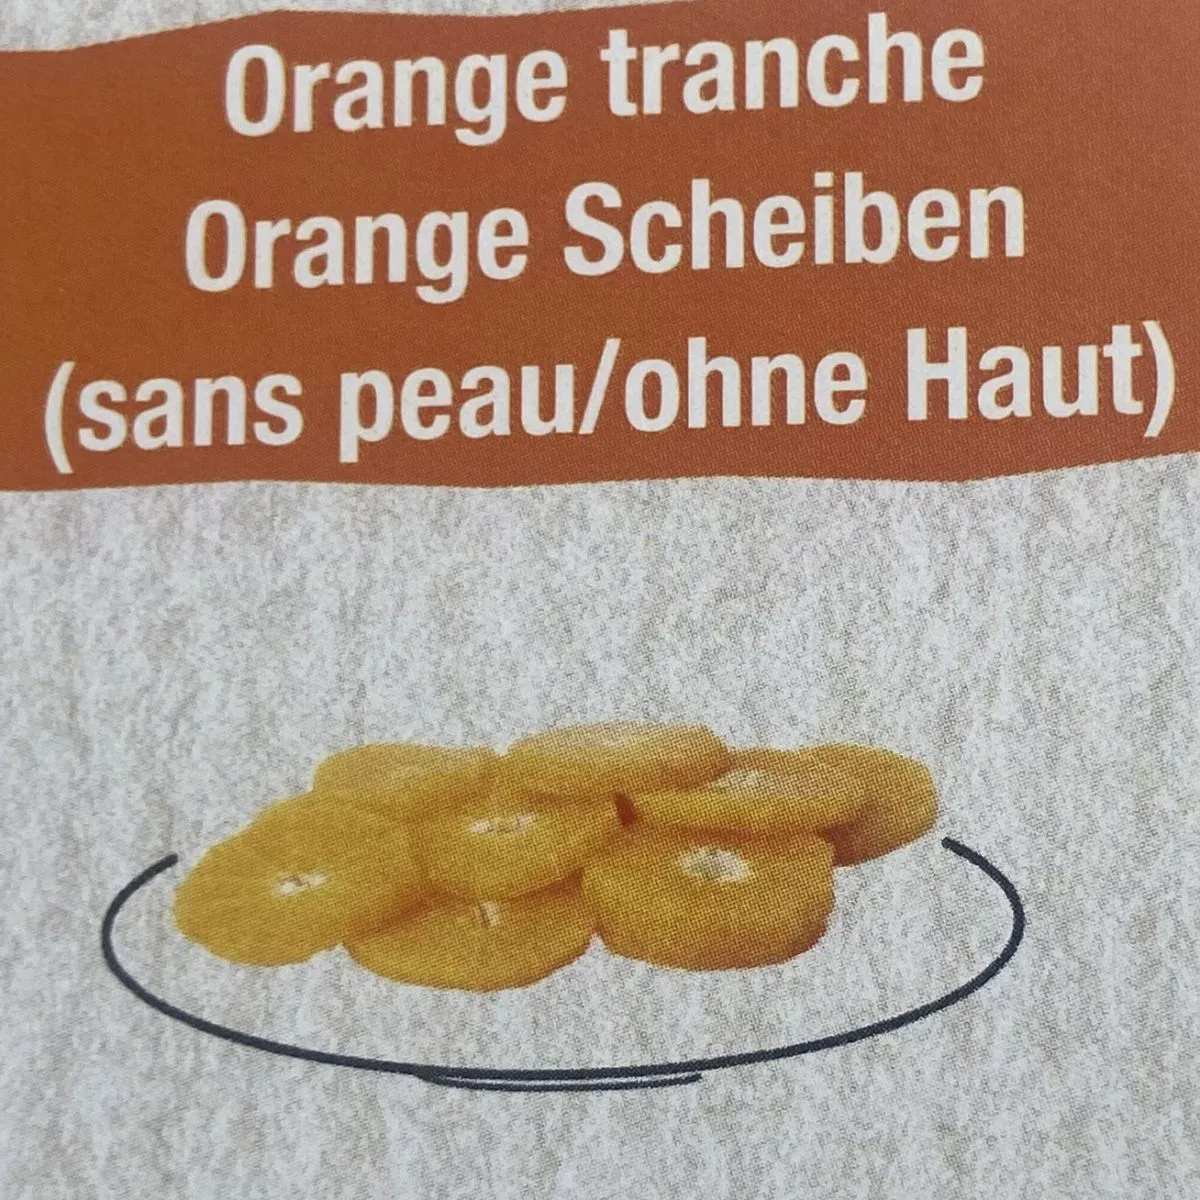 Orange tranche
Orange Scheiben
(sans peau/ohne Haut)